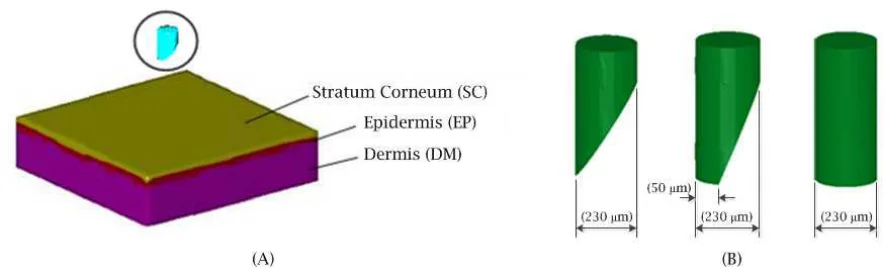 Stratum Corneum (SC)
Epidermis (EP)
Dermis (DM)
(A)
(50 µm)
(230 µm)
(230 µm)
(230 µm)
(B)